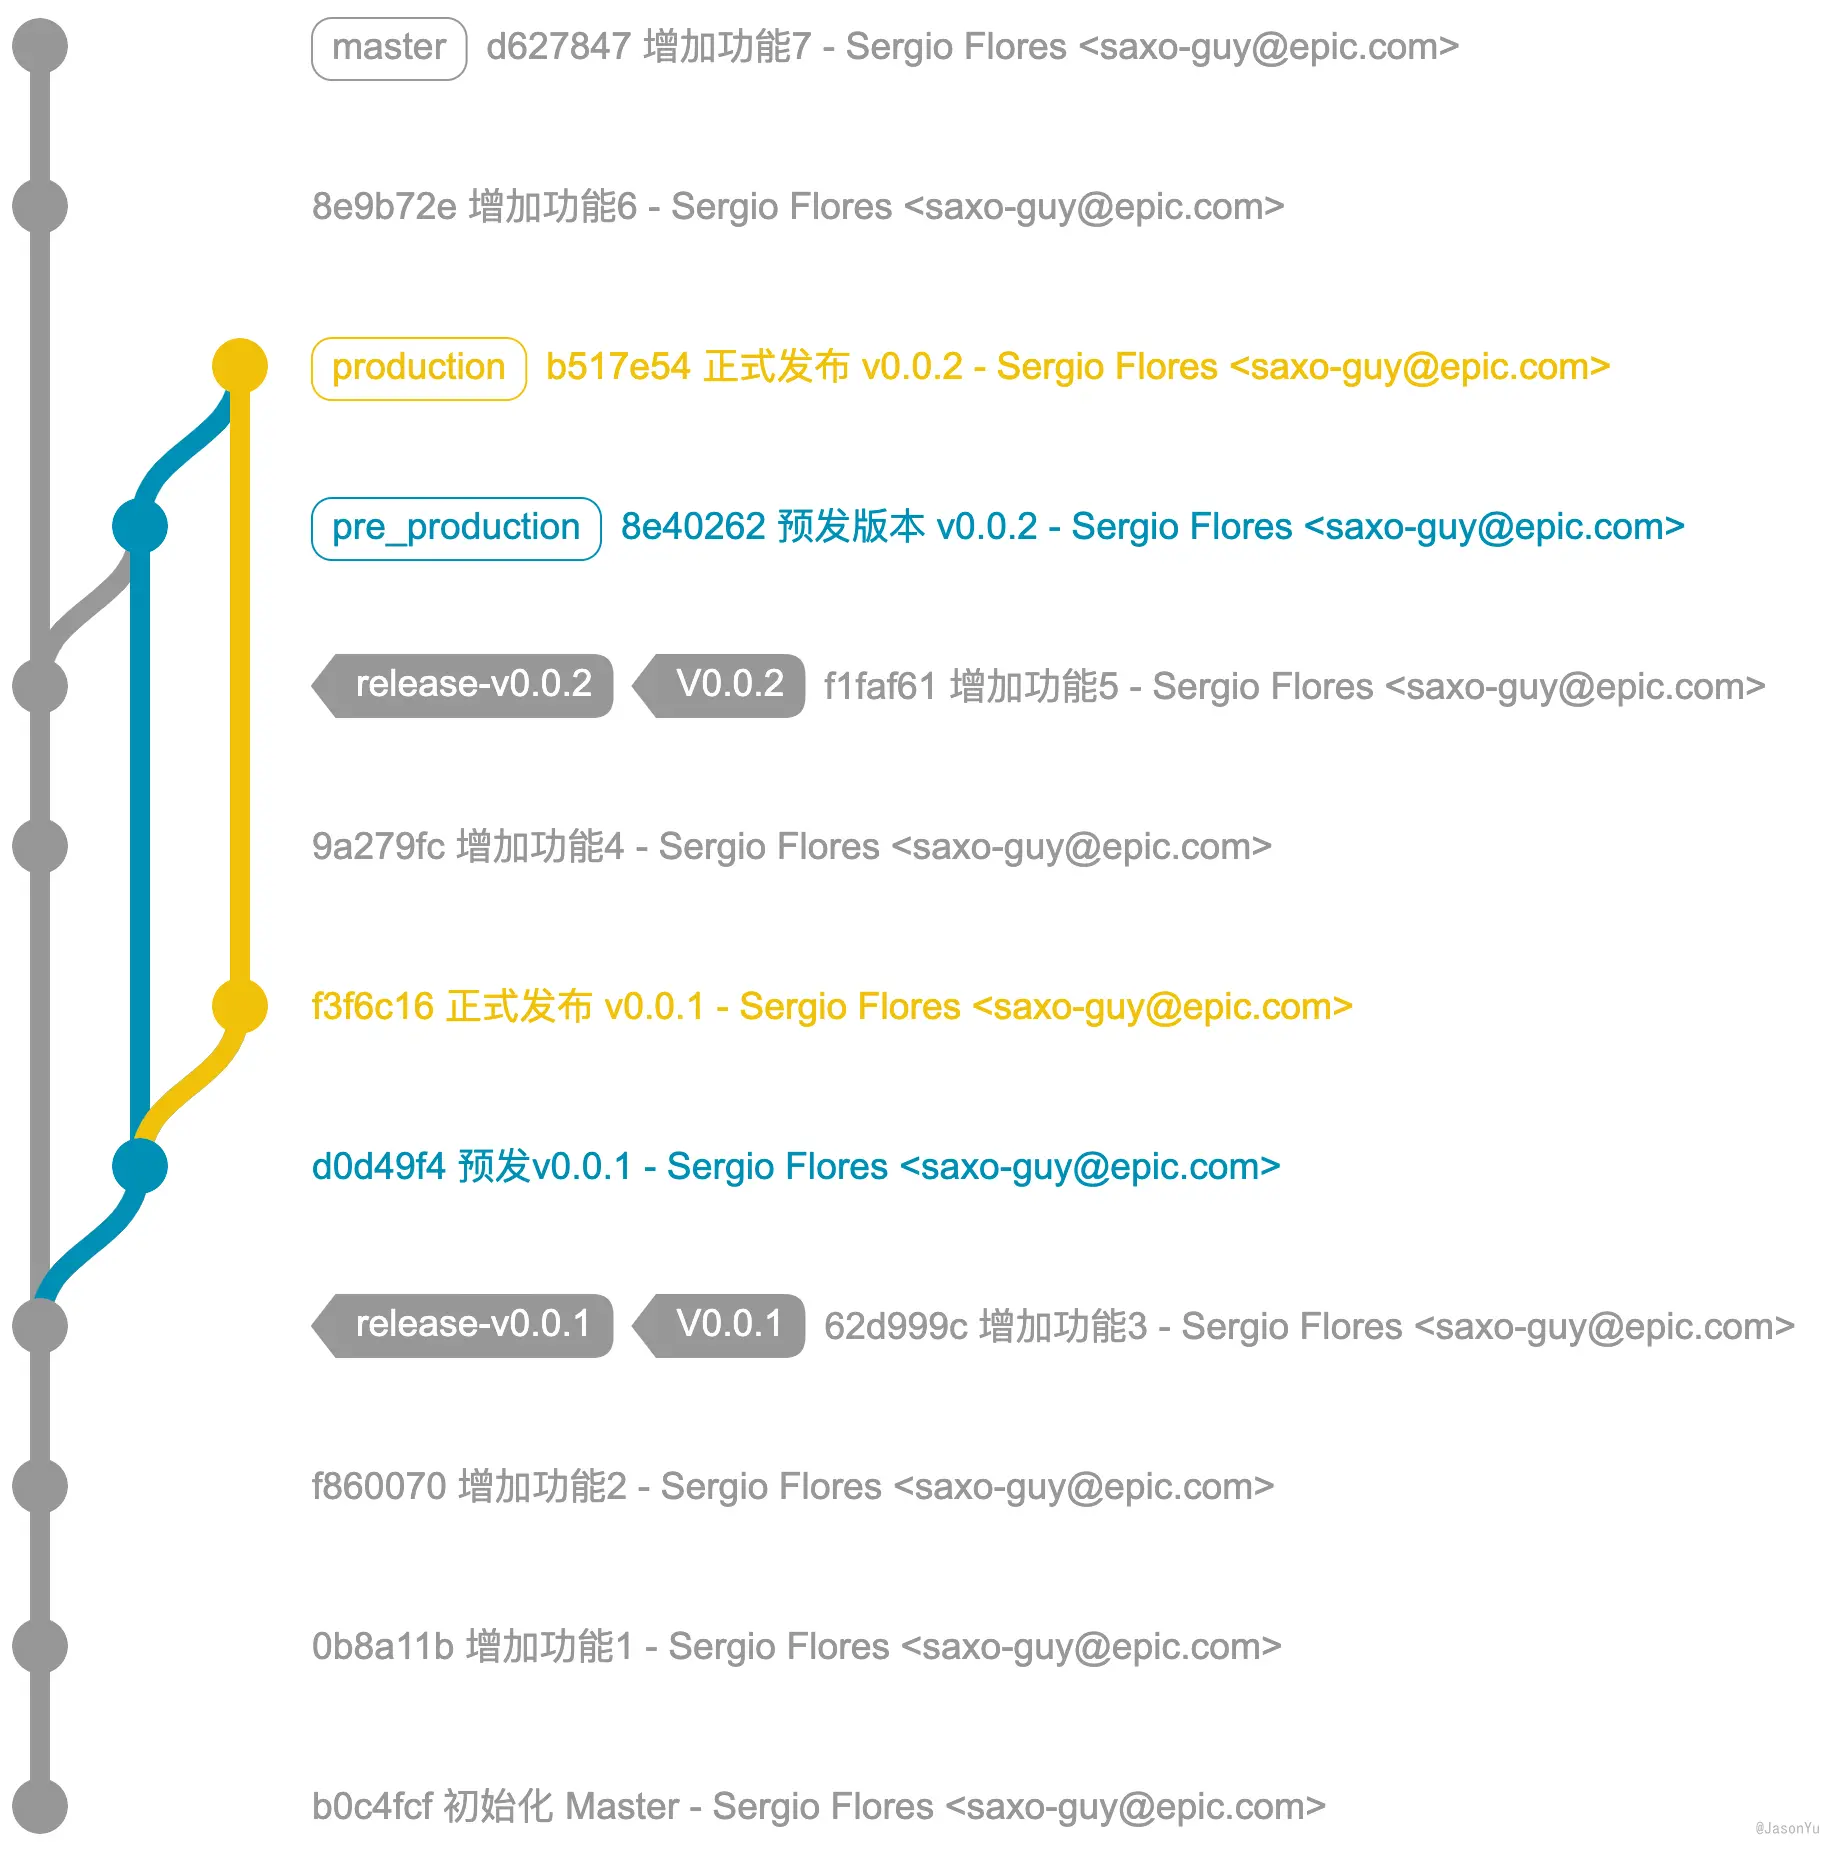 master d627847 增加功能7 - Sergio Flores <saxo-guy@epic.com>
8e9b72e 增加功能6 - Sergio Flores <saxo-guy@epic.com>
production b517e54 正式发布 v0.0.2 - Sergio Flores <saxo-guy@epic.com>
pre_production 8e40262 预发版本 v0.0.2 - Sergio Flores <saxo-guy@epic.com>
release-v0.0.2 V0.0.2 f1faf61 增加功能5 - Sergio Flores <saxo-guy@epic.com>
9a279fc 增加功能4 - Sergio Flores <saxo-guy@epic.com>
f3f6c16 正式发布 v0.0.1 - Sergio Flores <saxo-guy@epic.com>
d0d49f4 预发v0.0.1 - Sergio Flores <saxo-guy@epic.com>
release-v0.0.1 V0.0.1 62d999c 增加功能3 - Sergio Flores <saxo-guy@epic.com>
f860070 增加功能2 - Sergio Flores <saxo-guy@epic.com>
0b8a11b 增加功能1 - Sergio Flores <saxo-guy@epic.com>
b0c4fcf 初始化 Master - Sergio Flores <saxo-guy@epic.com>
@JasonYu